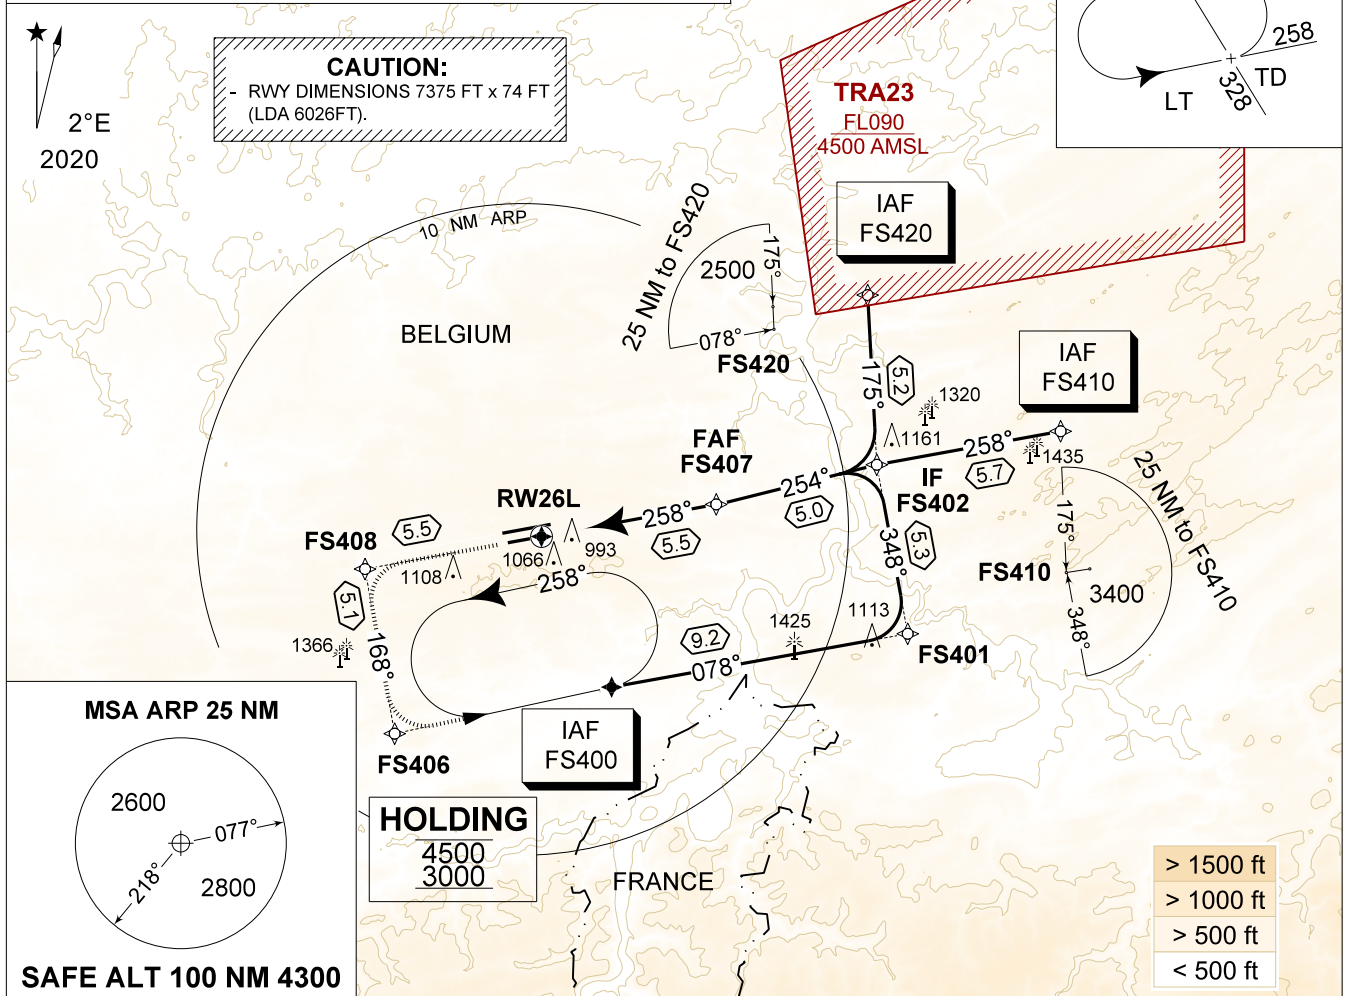 2°E
2020
CAUTION:
- RWY DIMENSIONS 7375 FT x 74 FT
(LDA 6026FT).
258
TD
328
LT
TRA23
FL090
4500 AMSL
IAF
FS420
10 NM ARP
25 NM to FS420
175°
2500
078°
FS420
BELGIUM
IAF
FS410
175°
5.2
1320
1161
258°
5.7
1435
IF
FS402
FAF
FS407
254°
5.0
258°
5.5
RW26L
5.5
FS408
1108
1066
993
258°
5.1
168°
1366
348°
5.3
25 NM to FS410
175°
FS410
3400
348°
1113
1425
9.2
078°
FS401
FS406
IAF
FS400
MSA ARP 25 NM
2600
077°
218°
2800
SAFE ALT 100 NM 4300
HOLDING
4500
3000
FRANCE
> 1500 ft
> 1000 ft
> 500 ft
< 500 ft